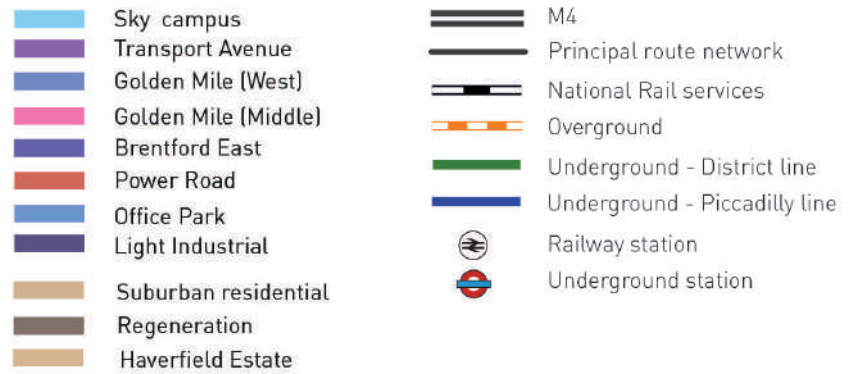 Sky campus
Transport Avenue
Golden Mile (West)
Golden Mile (Middle)
Brentford East
Power Road
Office Park
Light Industrial
Suburban residential
Regeneration
Haverfield Estate
M4
Principal route network
National Rail services
Overground
Underground - District line
Underground - Piccadilly line
Railway station
Underground station